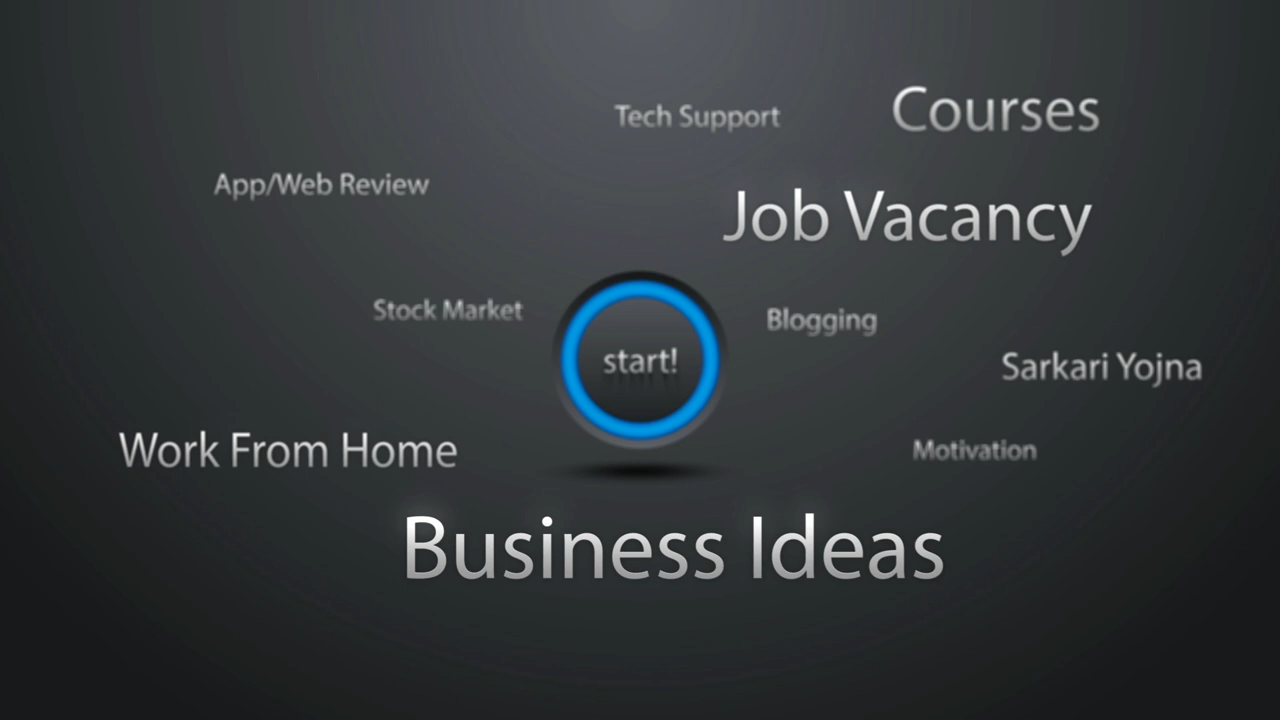 Tech Support
Courses
App/Web Review
Job Vacancy
Stock Market
Blogging
start!
Sarkari Yojna
Work From Home
Motivation
Business Ideas